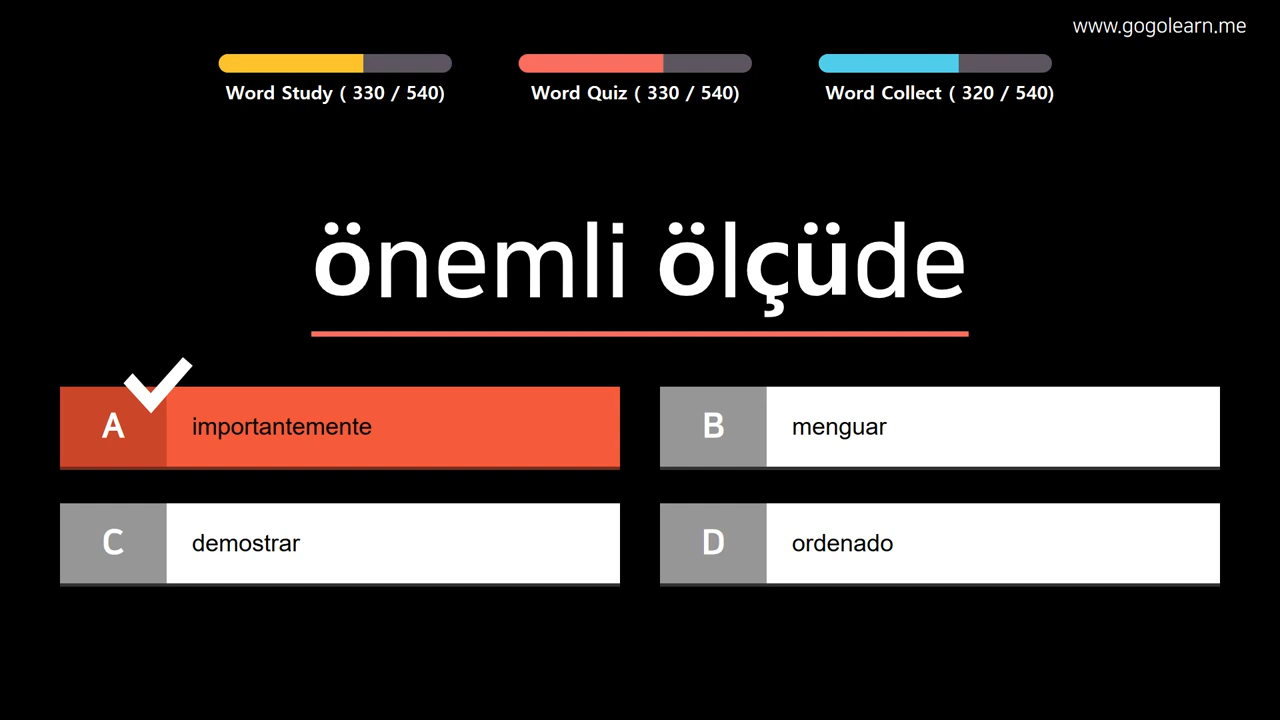 www.gogolearn.me
Word Study ( 330 / 540) Word Quiz ( 330 / 540) Word Collect ( 320 / 540)
önemli ölçüde
A importantemente
B menguar
C demostrar
D ordenado